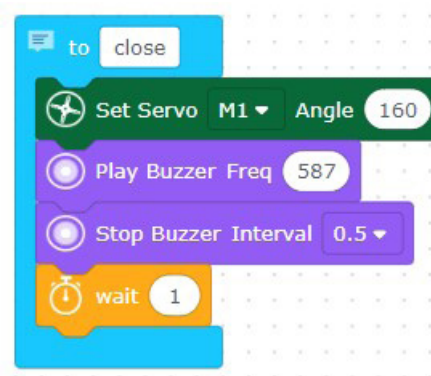 to close
Set Servo M1 Angle 160
Play Buzzer Freq 587
Stop Buzzer Interval 0.5
wait 1